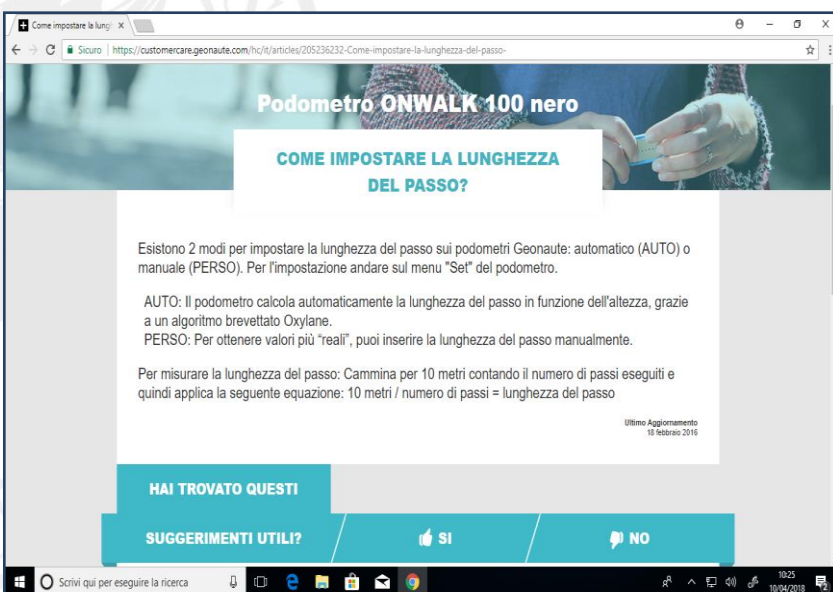 Come impostare la lungh
Sicuro | https://customercare.geonaute.com/hc/it/articles/205236232-Come-impostare-la-lunghezza-del-passo-
Podometro ONWALK 100 nero
COME IMPOSTARE LA LUNGHEZZA
DEL PASSO?
Esistono 2 modi per impostare la lunghezza del passo sui podometri Geonaute: automatico (AUTO) o
manuale (PERSO). Per l'impostazione andare sul menu "Set" del podometro.
AUTO: Il podometro calcola automaticamente la lunghezza del passo in funzione dell'altezza, grazie
a un algoritmo brevettato Oxylane.
PERSO: Per ottenere valori più “reali”, puoi inserire la lunghezza del passo manualmente.
Per misurare la lunghezza del passo: Cammina per 10 metri contando il numero di passi eseguiti e
quindi applica la seguente equazione: 10 metri / numero di passi = lunghezza del passo
Ultimo Aggiornamento
18 febbraio 2016
HAI TROVATO QUESTI
SUGGERIMENTI UTILI?
SI
NO
Scrivi qui per eseguire la ricerca
10:25
10/04/2018